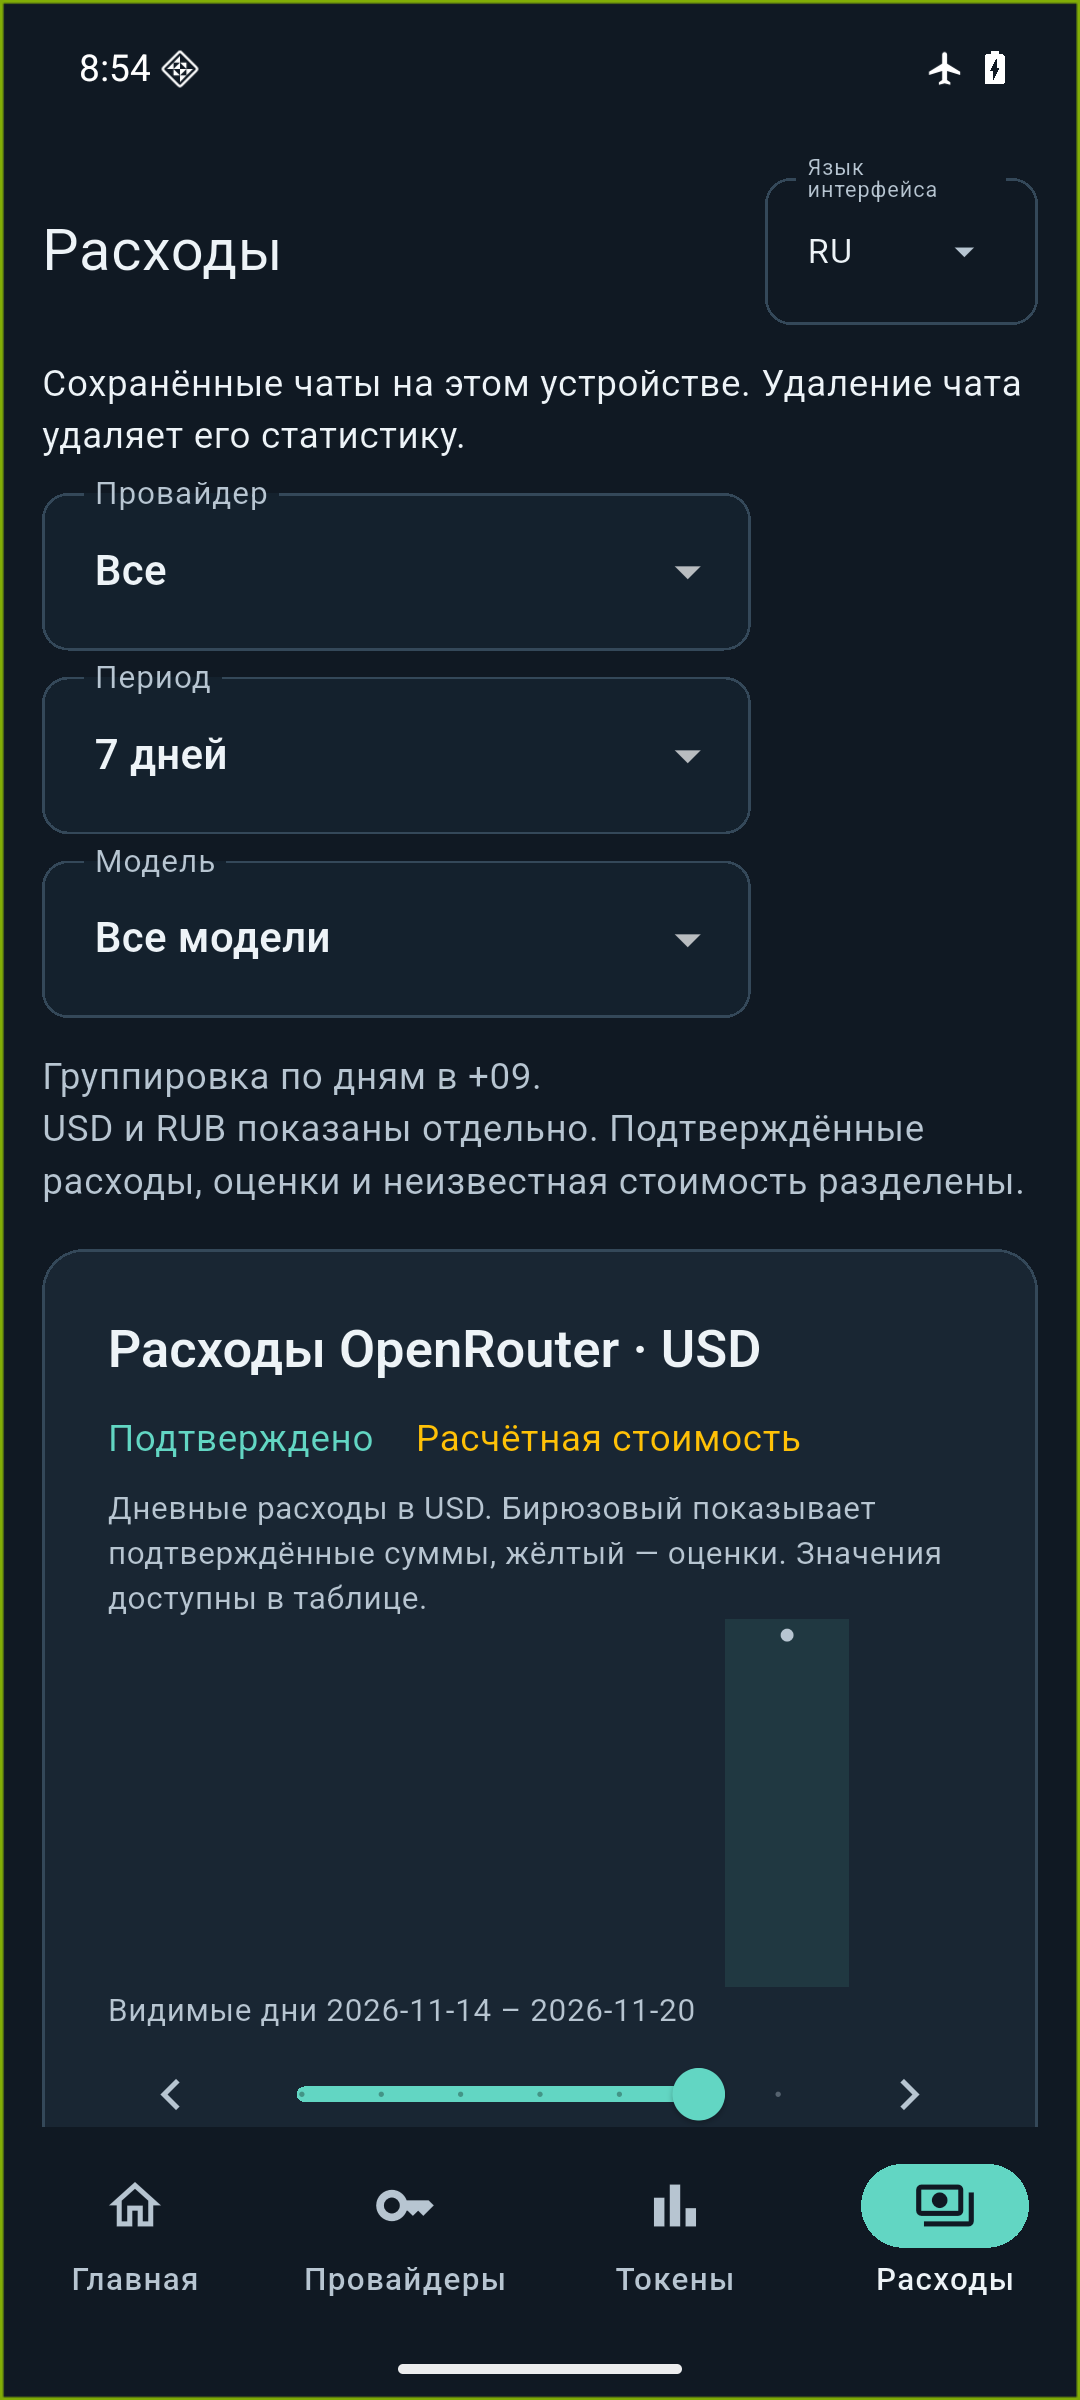 8:54
Язык
интерфейса
Расходы
RU
Сохранённые чаты на этом устройстве. Удаление чата
удаляет его статистику.
Провайдер
Все
Период
7 дней
Модель
Все модели
Группировка по дням в +09.
USD и RUB показаны отдельно. Подтверждённые
расходы, оценки и неизвестная стоимость разделены.
Расходы OpenRouter · USD
Подтверждено Расчётная стоимость
Дневные расходы в USD. Бирюзовый показывает
подтверждённые суммы, жёлтый — оценки. Значения
доступны в таблице.
Видимые дни 2026-11-14 – 2026-11-20
Главная Провайдеры Токены Расходы